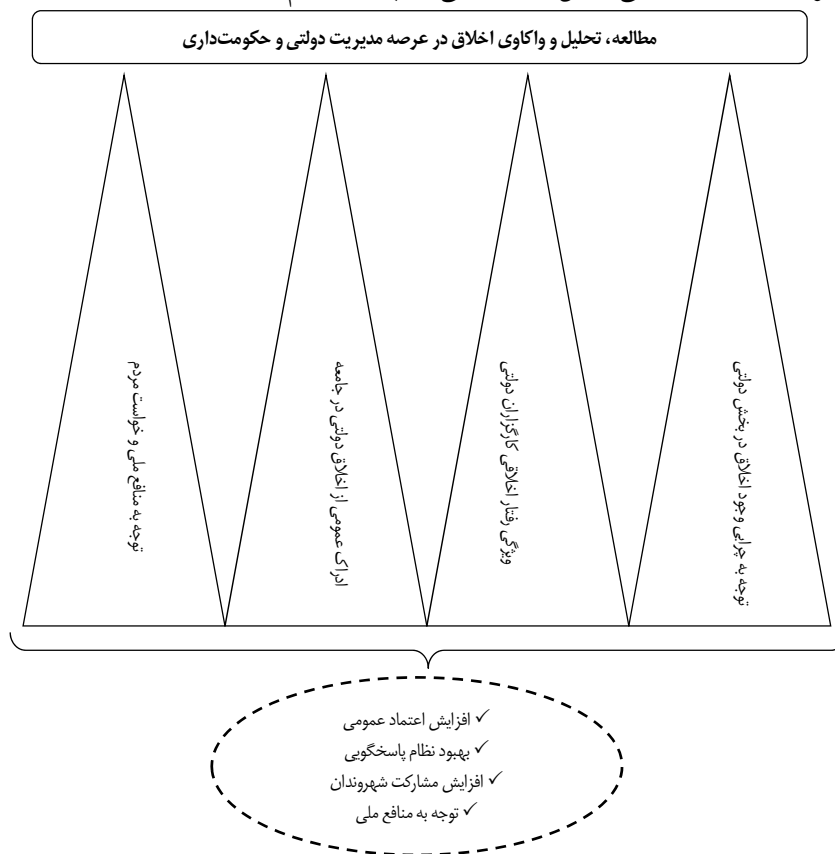 مطالعه، تحلیل و واکاوی اخلاق در عرصه مدیریت دولتی و حکومت‌داری
توجه به چرایی وجود اخلاق در بخش دولتی
ویژگی رفتار اخلاقی کارگزاران دولتی
ادراک عمومی از اخلاق دولتی در جامعه
توجه به منافع ملی و خواست مردم
✓ افزایش اعتماد عمومی
✓ بهبود نظام پاسخگویی
✓ افزایش مشارکت شهروندان
✓ توجه به منافع ملی